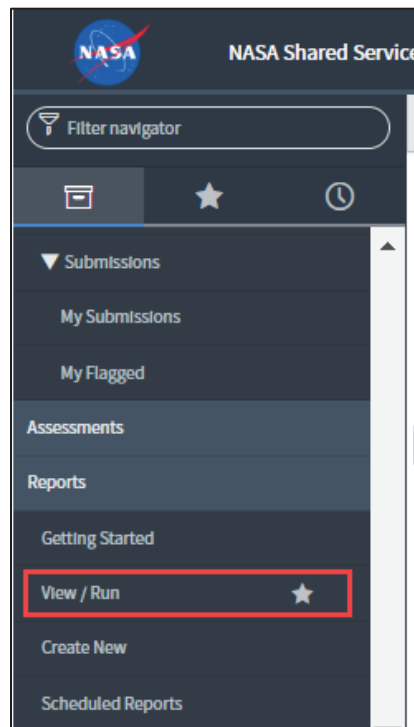 NASA
NASA Shared Service
Filter navigator
Submissions
My Submissions
My Flagged
Assessments
Reports
Getting Started
View / Run
Create New
Scheduled Reports